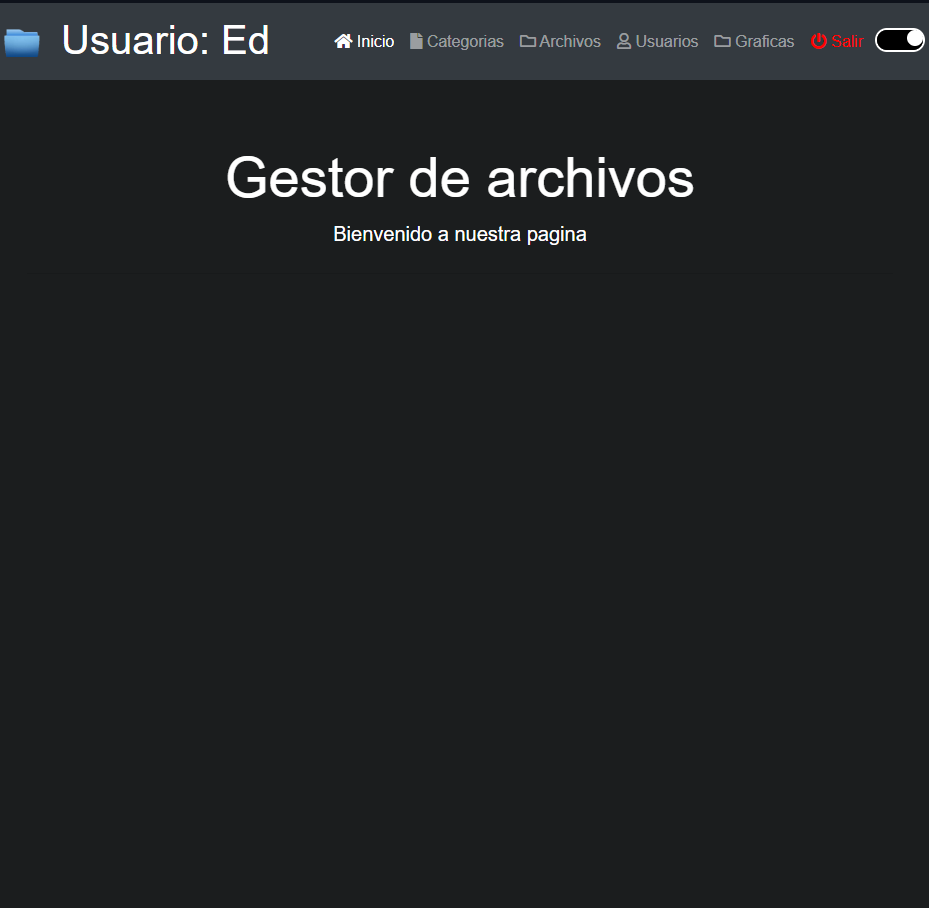 Usuario: Ed
Inicio Categorias Archivos Usuarios Graficas Salir
Gestor de archivos
Bienvenido a nuestra pagina